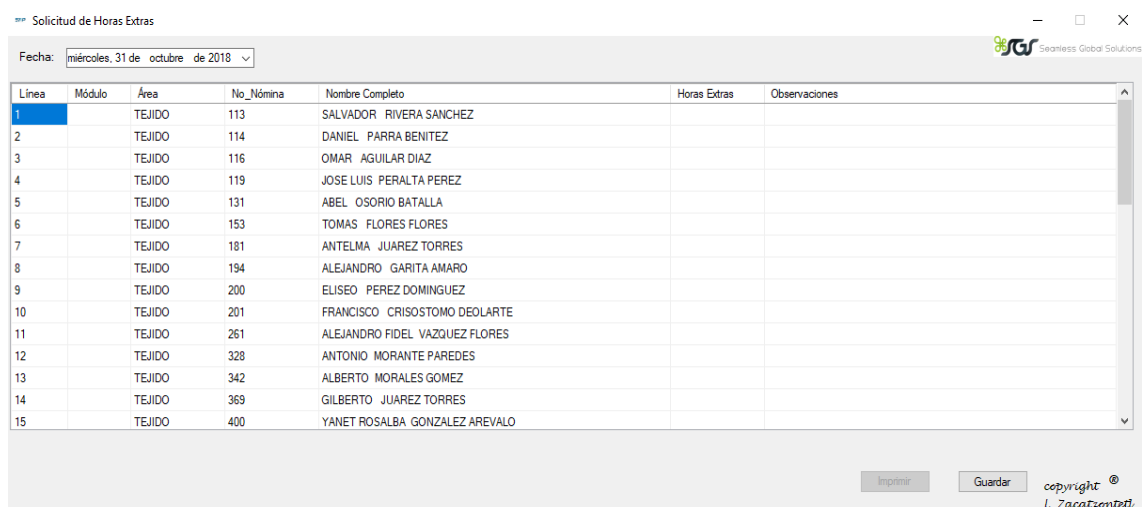 Solicitud de Horas Extras
SGS Seamless Global Solutions
Fecha: miércoles, 31 de octubre de 2018
Línea Módulo Área No_Nómina Nombre Completo Horas Extras Observaciones
1 TEJIDO 113 SALVADOR RIVERA SANCHEZ
2 TEJIDO 114 DANIEL PARRA BENITEZ
3 TEJIDO 116 OMAR AGUILAR DIAZ
4 TEJIDO 119 JOSE LUIS PERALTA PEREZ
5 TEJIDO 131 ABEL OSORIO BATALLA
6 TEJIDO 153 TOMAS FLORES FLORES
7 TEJIDO 181 ANTELMA JUAREZ TORRES
8 TEJIDO 194 ALEJANDRO GARITA AMARO
9 TEJIDO 200 ELISEO PEREZ DOMINGUEZ
10 TEJIDO 201 FRANCISCO CRISOSTOMO DEOLARTE
11 TEJIDO 261 ALEJANDRO FIDEL VAZQUEZ FLORES
12 TEJIDO 328 ANTONIO MORANTE PAREDES
13 TEJIDO 342 ALBERTO MORALES GOMEZ
14 TEJIDO 369 GILBERTO JUAREZ TORRES
15 TEJIDO 400 YANET ROSALBA GONZALEZ AREVALO
Imprimir Guardar
copyright ®